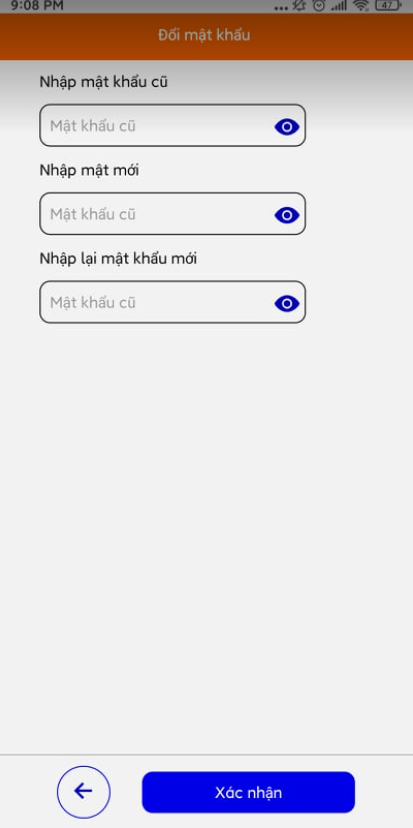 9:08 PM
47
Đổi mật khẩu
Nhập mật khẩu cũ
Mật khẩu cũ
Nhập mật mới
Mật khẩu cũ
Nhập lại mật khẩu mới
Mật khẩu cũ
Xác nhận